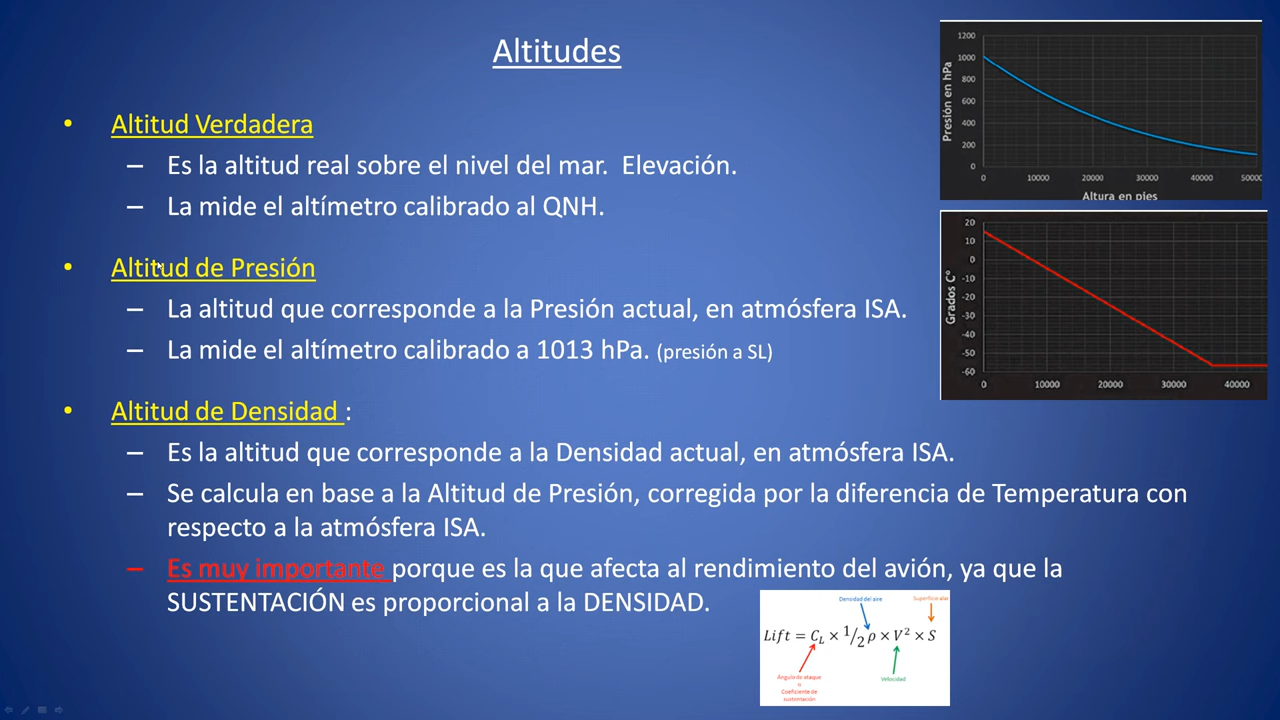 Altitudes
• Altitud Verdadera
– Es la altitud real sobre el nivel del mar. Elevación.
– La mide el altímetro calibrado al QNH.
• Altitud de Presión
– La altitud que corresponde a la Presión actual, en atmósfera ISA.
– La mide el altímetro calibrado a 1013 hPa. (presión a SL)
• Altitud de Densidad :
– Es la altitud que corresponde a la Densidad actual, en atmósfera ISA.
– Se calcula en base a la Altitud de Presión, corregida por la diferencia de Temperatura con
respecto a la atmósfera ISA.
– Es muy importante porque es la que afecta al rendimiento del avión, ya que la
SUSTENTACIÓN es proporcional a la DENSIDAD.
Presión en hPa
1200
1000
800
600
400
200
0
0 10000 20000 30000 40000 50000
Altura en pies
Grados C°
20
10
0
-10
-20
-30
-40
-50
-60
0 10000 20000 30000 40000
Densidad del aire
Superficie alar
Lift = C_L × 1/2 ρ × V² × S
Ángulo de ataque
o
Coeficiente de
sustentación
Velocidad